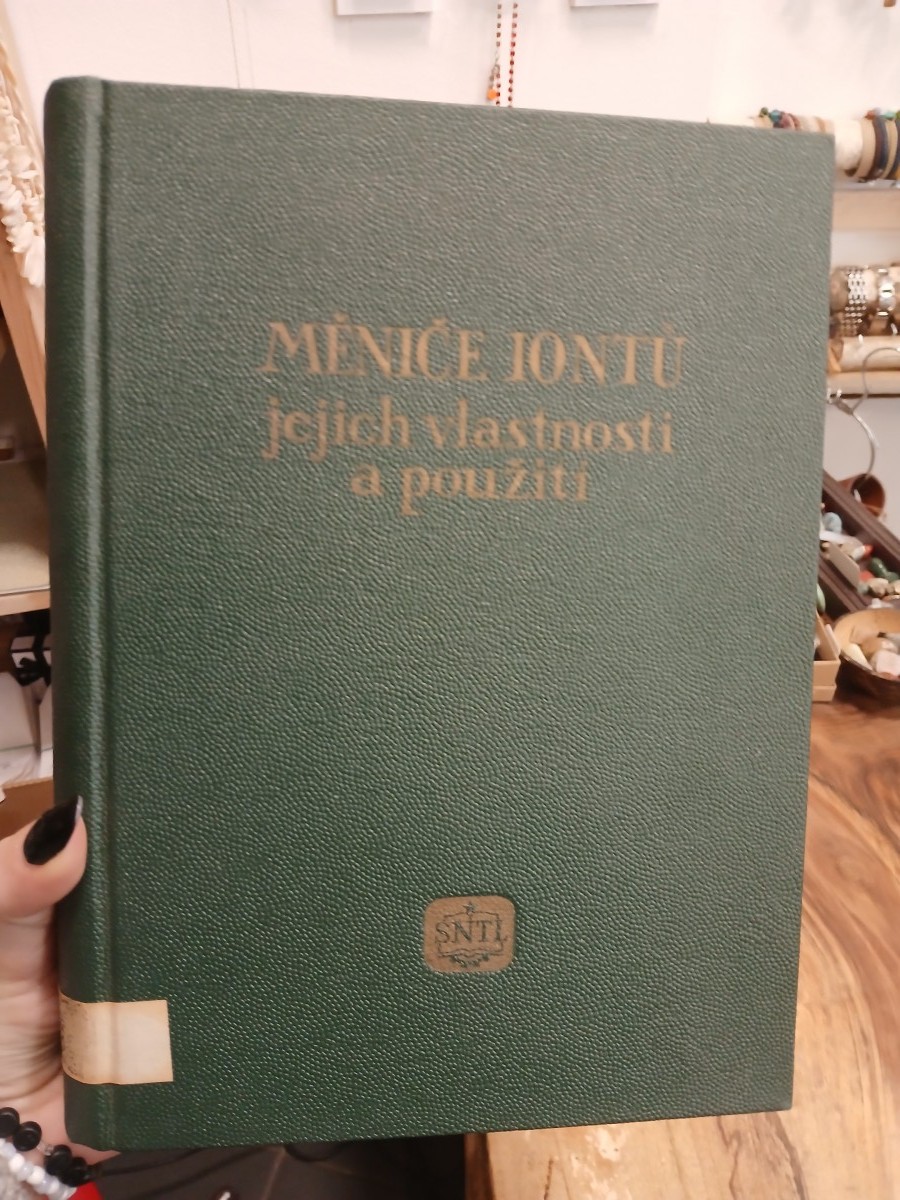 MĚNIČE IONTŮ
jejich vlastnosti
a použití
SNTL